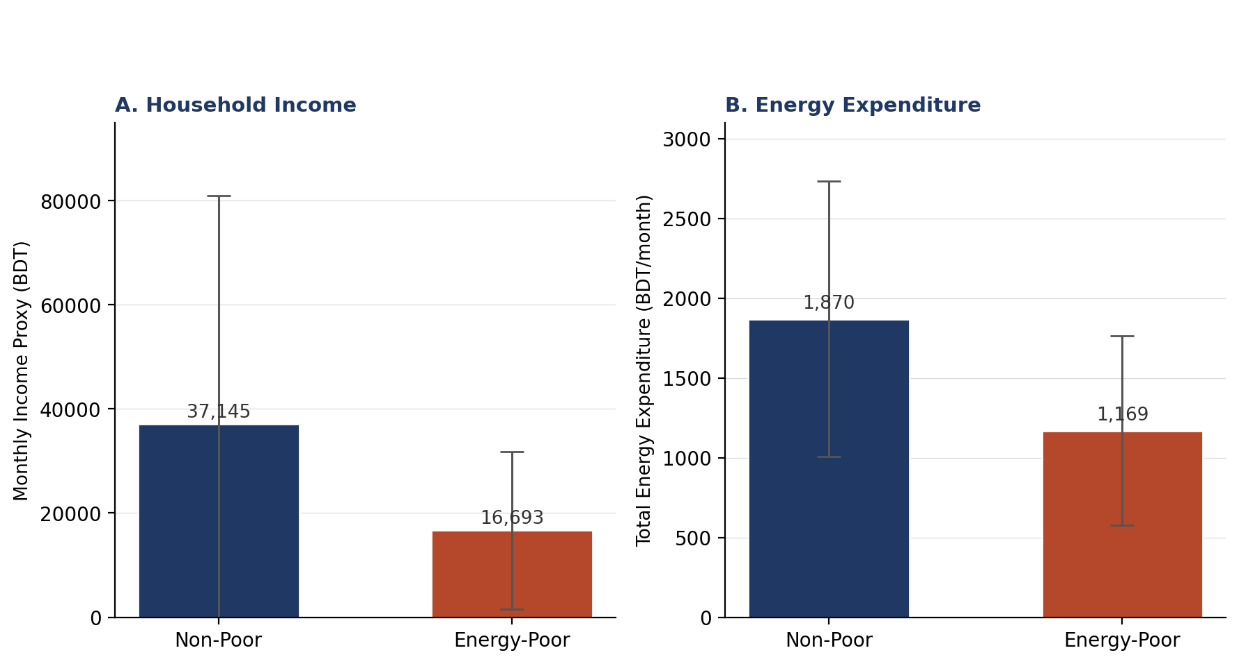 A. Household Income
Monthly Income Proxy (BDT)
80000
60000
40000
20000
0
37,145
16,693
Non-Poor
Energy-Poor
B. Energy Expenditure
Total Energy Expenditure (BDT/month)
3000
2500
2000
1500
1000
500
0
1,870
1,169
Non-Poor
Energy-Poor